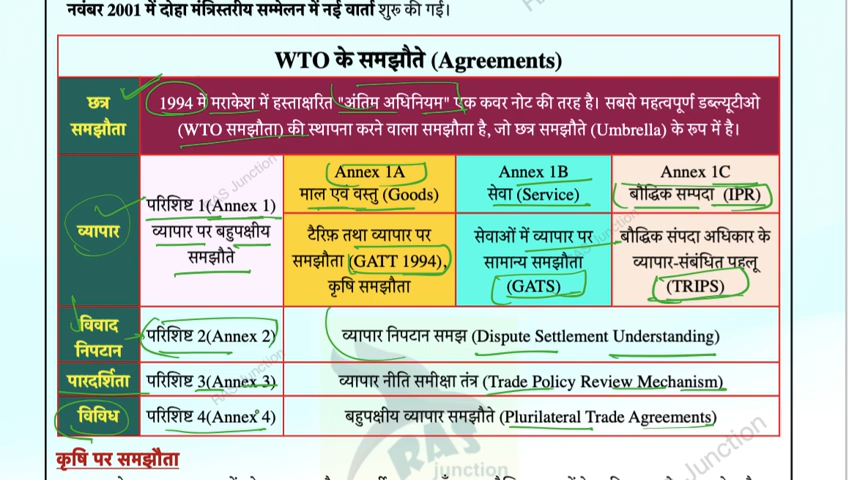 नवंबर 2001 में दोहा मंत्रिस्तरीय सम्मेलन में नई वार्ता शुरू की गई।
WTO के समझौते (Agreements)
छत्र
समझौता
1994 में मराकेश में हस्ताक्षरित "अंतिम अधिनियम" एक कवर नोट की तरह है। सबसे महत्वपूर्ण डब्ल्यूटीओ
(WTO समझौता) की स्थापना करने वाला समझौता है, जो छत्र समझौते (Umbrella) के रूप में है।
व्यापार
परिशिष्ट 1(Annex 1)
व्यापार पर बहुपक्षीय
समझौते
Annex 1A
माल एवं वस्तु (Goods)
Annex 1B
सेवा (Service)
Annex 1C
बौद्धिक सम्पदा (IPR)
टैरिफ़ तथा व्यापार पर
समझौता (GATT 1994),
कृषि समझौता
सेवाओं में व्यापार पर
सामान्य समझौता
(GATS)
बौद्धिक संपदा अधिकार के
व्यापार-संबंधित पहलू
(TRIPS)
विवाद
निपटान
परिशिष्ट 2(Annex 2)
व्यापार निपटान समझ (Dispute Settlement Understanding)
पारदर्शिता
परिशिष्ट 3(Annex 3)
व्यापार नीति समीक्षा तंत्र (Trade Policy Review Mechanism)
विविध
परिशिष्ट 4(Annex 4)
बहुपक्षीय व्यापार समझौते (Plurilateral Trade Agreements)
कृषि पर समझौता
RAS
junction